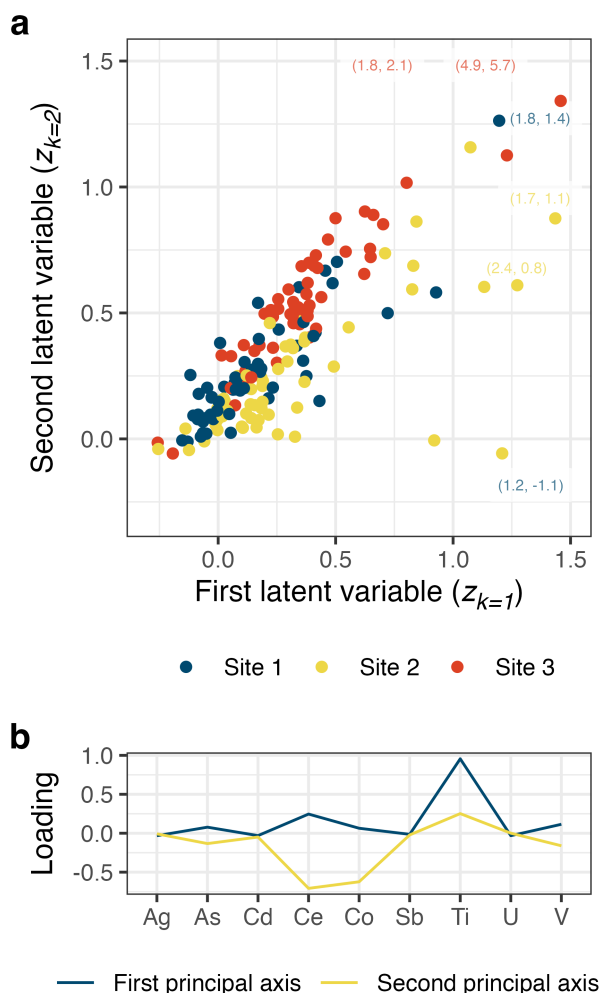 a
Second latent variable (z_{k=2})
1.5
1.0
0.5
0.0
(1.8, 2.1) (4.9, 5.7)
(1.8, 1.4)
(1.7, 1.1)
(2.4, 0.8)
(1.2, -1.1)
0.0 0.5 1.0 1.5
First latent variable (z_{k=1})
Site 1 Site 2 Site 3
b
Loading
1.0
0.5
0.0
-0.5
Ag As Cd Ce Co Sb Ti U V
First principal axis Second principal axis